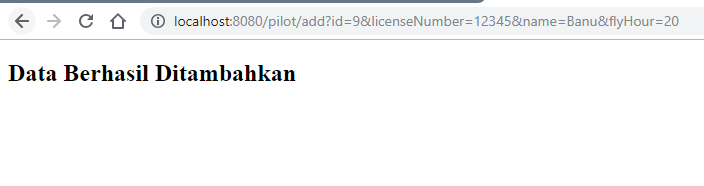 localhost:8080/pilot/add?id=9&licenseNumber=12345&name=Banu&flyHour=20
Data Berhasil Ditambahkan